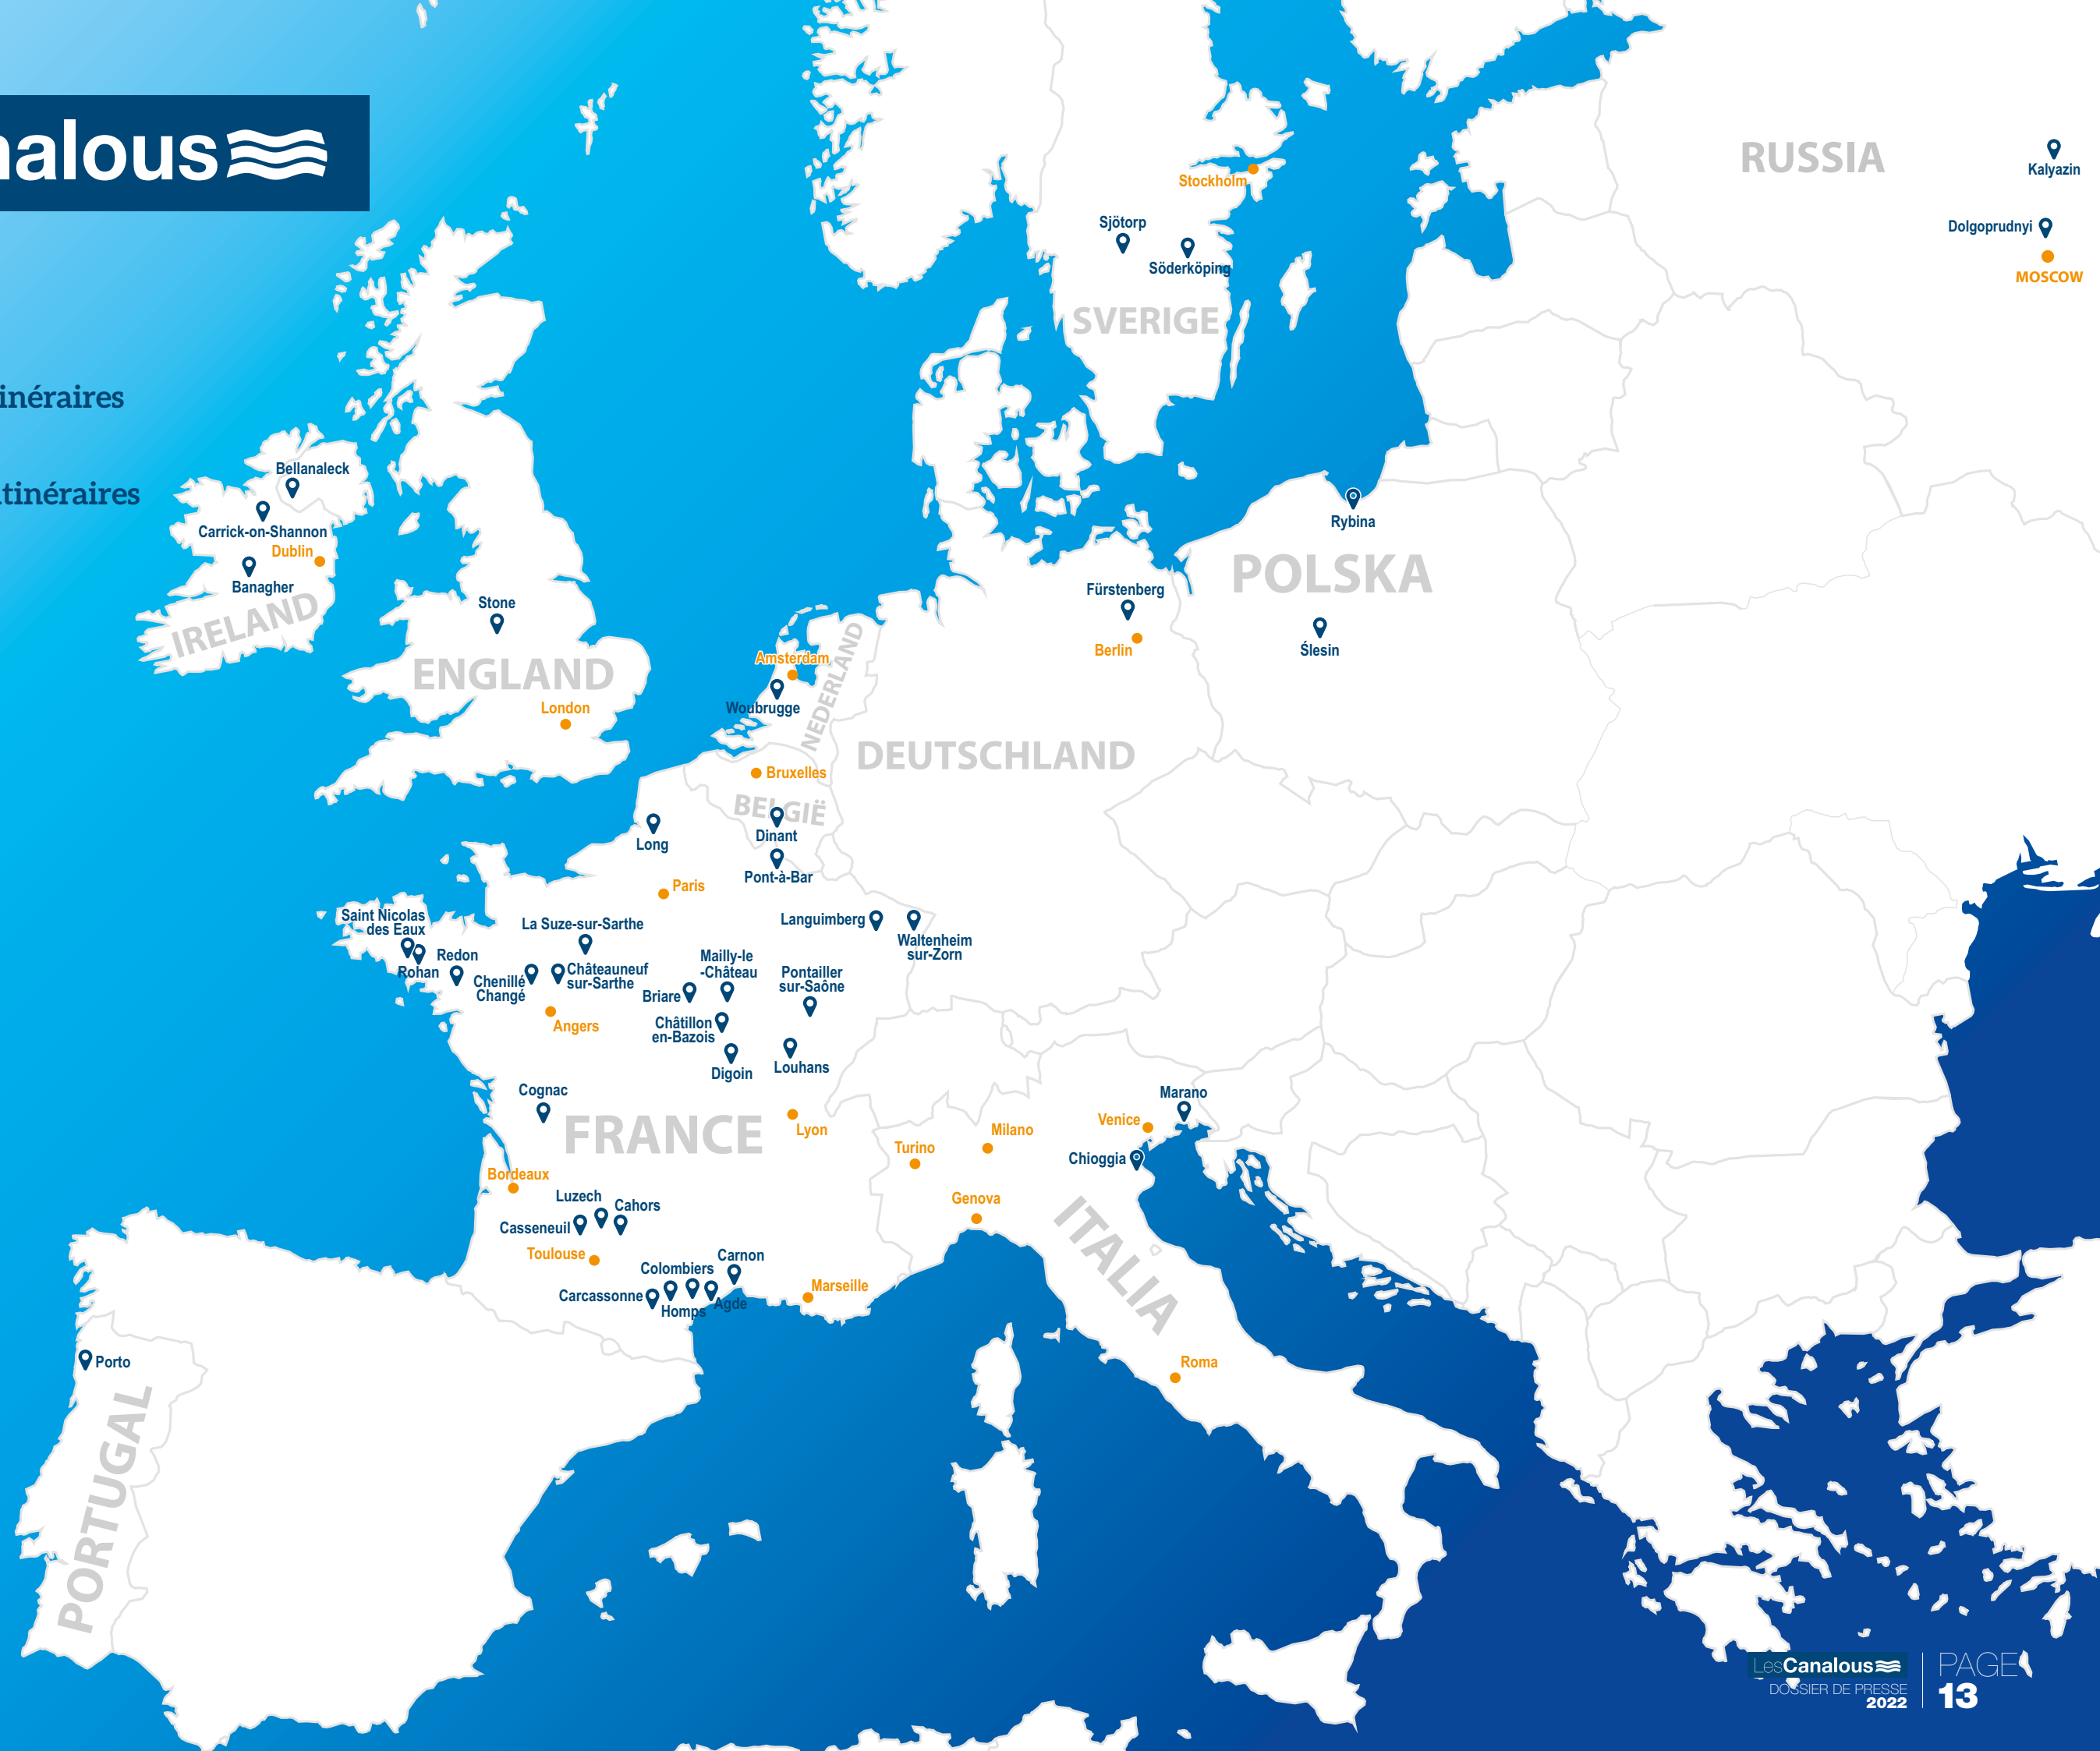 nalous
inéraires
tinéraires
RUSSIA
Kalyazin
Dolgoprudnyi
MOSCOW
Stockholm
Sjötorp
Söderköping
SVERIGE
Bellanaleck
Carrick-on-Shannon
Dublin
Banagher
IRELAND
Stone
ENGLAND
London
Rybina
POLSKA
Fürstenberg
Berlin
Ślesin
Amsterdam
Woubrugge
NEDERLAND
DEUTSCHLAND
Bruxelles
BELGIË
Dinant
Pont-à-Bar
Long
Paris
Saint Nicolas
des Eaux
Rohan
Redon
La Suze-sur-Sarthe
Chenillé
Changé
Châteauneuf
sur-Sarthe
Angers
Languimberg
Waltenheim
sur-Zorn
Mailly-le
-Château
Briare
Pontailler
sur-Saône
Châtillon
en-Bazois
Digoin
Louhans
Cognac
FRANCE
Lyon
Bordeaux
Luzech
Cahors
Casseneuil
Toulouse
Colombiers
Carnon
Carcassonne
Homps
Agde
Marseille
Turino
Milano
Genova
Venice
Marano
Chioggia
ITALIA
Roma
Porto
PORTUGAL
LesCanalous
DOSSIER DE PRESSE
2022
PAGE
13